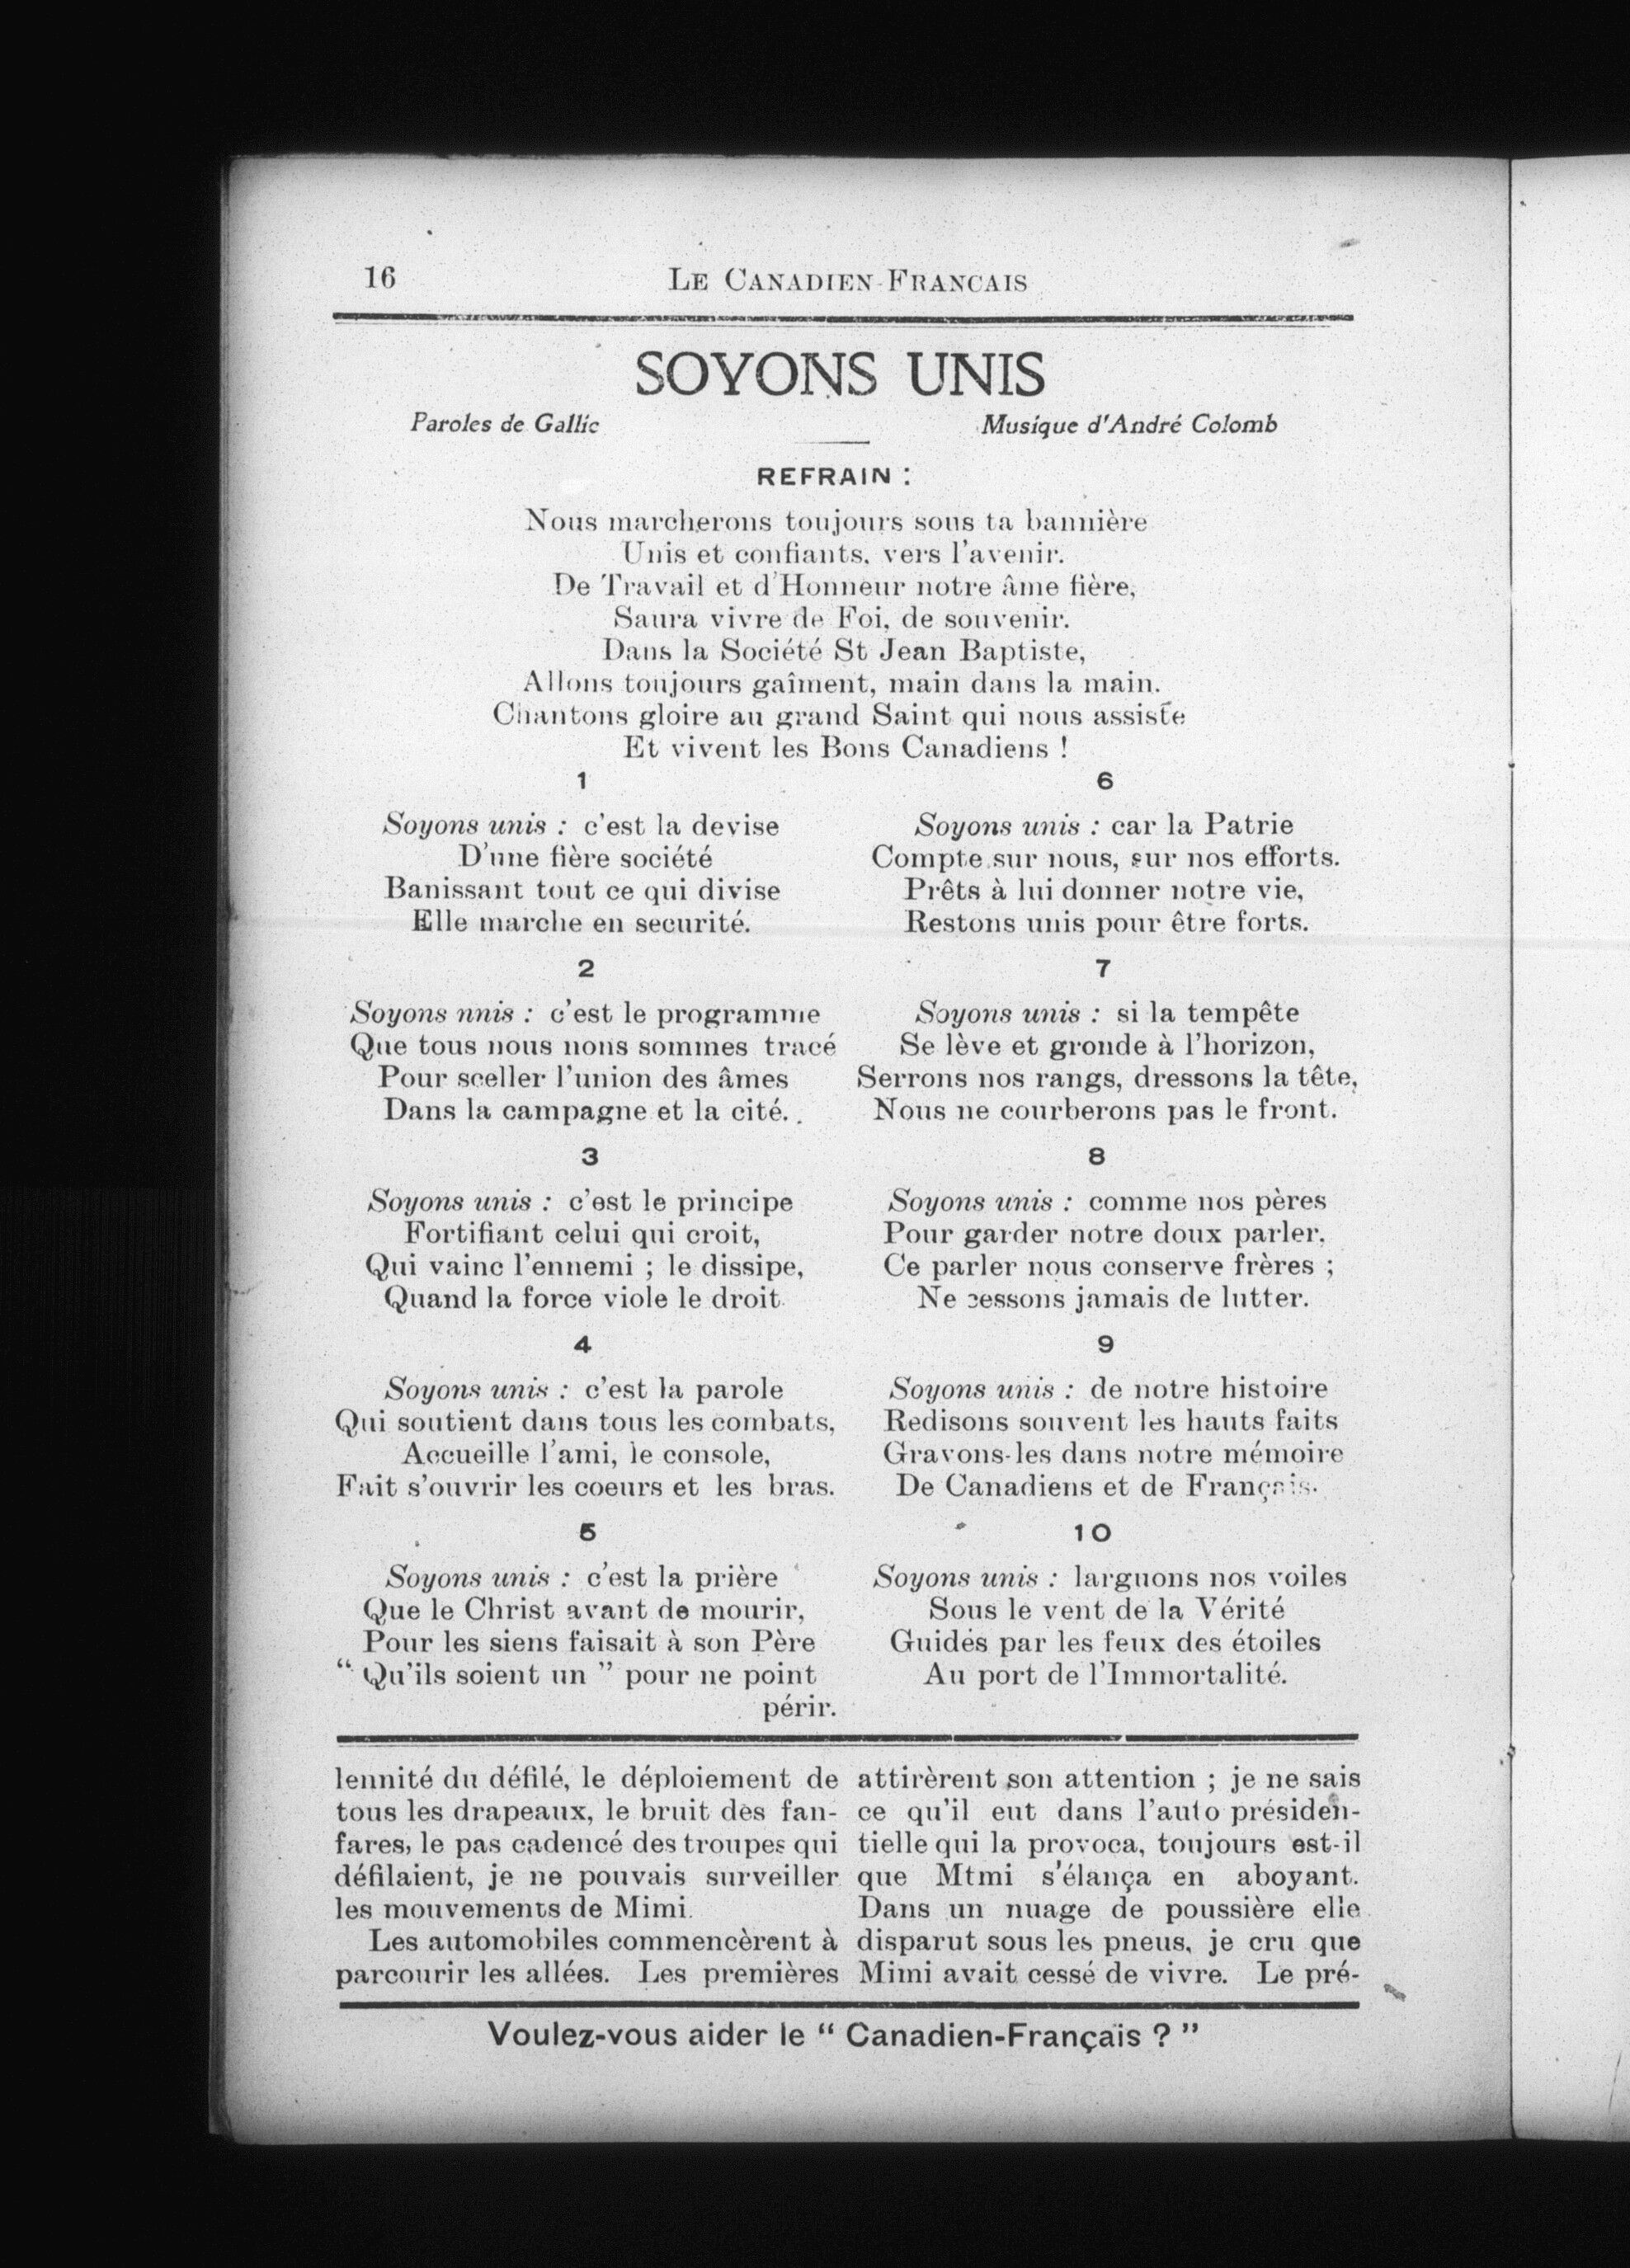 16
LE CANADIEN-FRANCAIS
SOYONS UNIS
Paroles de Gallic
Musique d'André Colomb
REFRAIN :
Nous marcherons toujours sous ta bannière
Unis et confiants, vers l'avenir.
De Travail et d'Honneur notre âme fière,
Saura vivre de Foi, de souvenir.
Dans la Société St Jean Baptiste,
Allons toujours gaîment, main dans la main.
Chantons gloire au grand Saint qui nous assiste
Et vivent les Bons Canadiens !
1
Soyons unis : c'est la devise
D'une fière société
Banissant tout ce qui divise
Elle marche en securité.
2
Soyons nnis : c'est le programme
Que tous nous nons sommes tracé
Pour sceller l'union des âmes
Dans la campagne et la cité.
3
Soyons unis : c'est le principe
Fortifiant celui qui croit,
Qui vainc l'ennemi ; le dissipe,
Quand la force viole le droit.
4
Soyons unis : c'est la parole
Qui soutient dans tous les combats,
Accueille l'ami, le console,
Fait s'ouvrir les coeurs et les bras.
5
Soyons unis : c'est la prière
Que le Christ avant de mourir,
Pour les siens faisait à son Père
“ Qu'ils soient un ” pour ne point
périr.
6
Soyons unis : car la Patrie
Compte sur nous, sur nos efforts.
Prêts à lui donner notre vie,
Restons unis pour être forts.
7
Soyons unis : si la tempête
Se lève et gronde à l'horizon,
Serrons nos rangs, dressons la tête,
Nous ne courberons pas le front.
8
Soyons unis : comme nos pères
Pour garder notre doux parler,
Ce parler nous conserve frères ;
Ne cessons jamais de lutter.
9
Soyons unis : de notre histoire
Redisons souvent les hauts faits
Gravons-les dans notre mémoire
De Canadiens et de Français.
10
Soyons unis : larguons nos voiles
Sous le vent de la Vérité
Guidés par les feux des étoiles
Au port de l'Immortalité.
lennité du défilé, le déploiement de
tous les drapeaux, le bruit des fan-
fares, le pas cadencé des troupes qui
défilaient, je ne pouvais surveiller
les mouvements de Mimi.
Les automobiles commencèrent à
parcourir les allées. Les premières
attirèrent son attention ; je ne sais
ce qu'il eut dans l'auto présiden-
tielle qui la provoca, toujours est-il
que Mtmi s'élança en aboyant.
Dans un nuage de poussière elle
disparut sous les pneus, je cru que
Mimi avait cessé de vivre. Le pré-
Voulez-vous aider le “ Canadien-Français ? ”